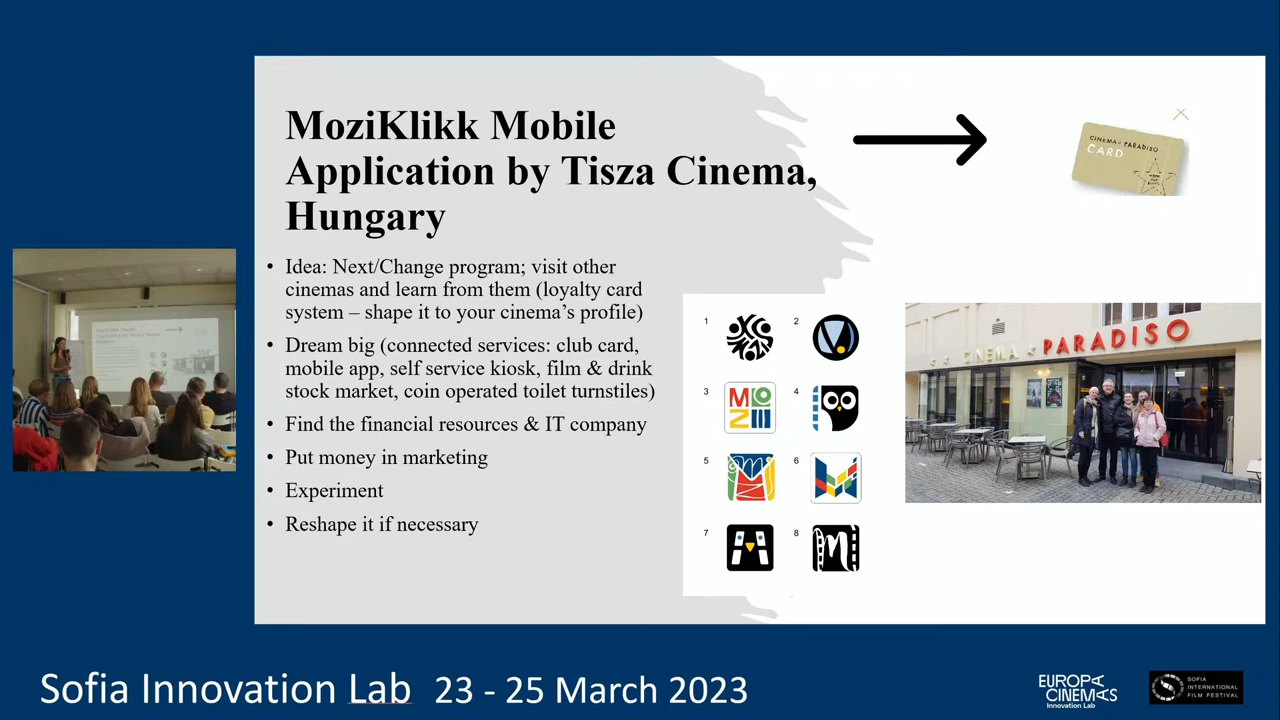 MoziKlikk Mobile
Application by Tisza Cinema,
Hungary
• Idea: Next/Change program; visit other
cinemas and learn from them (loyalty card
system – shape it to your cinema's profile)
• Dream big (connected services: club card,
mobile app, self service kiosk, film & drink
stock market, coin operated toilet turnstiles)
• Find the financial resources & IT company
• Put money in marketing
• Experiment
• Reshape it if necessary
CINEMA PARADISO
CARD
1
2
3
MOZI
4
5
6
7
8
CINEMA PARADISO
Sofia Innovation Lab 23 - 25 March 2023
EUROPA
CINEMAS
Innovation Lab
SOFIA
INTERNATIONAL
FILM FESTIVAL